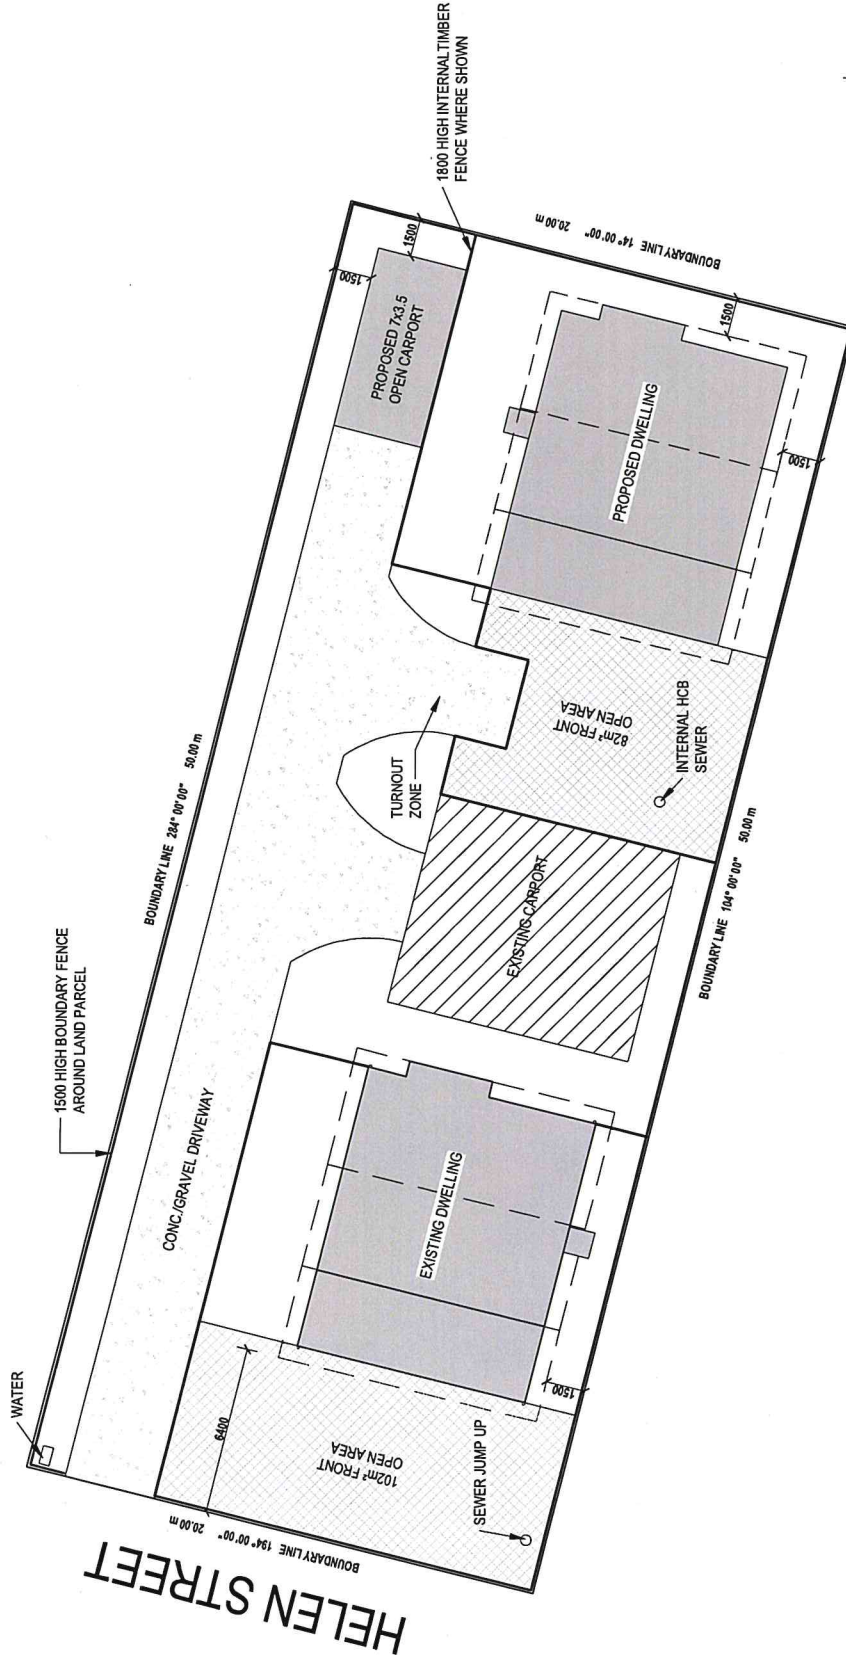 1800 HIGH INTERNALTIMBER
FENCE WHERE SHOWN
1500
1500
PROPOSED 7x3.5
OPEN CARPORT
BOUNDARY LINE 14° 00' 00" 20.00 m
1500
PROPOSED DWELLING
1500
BOUNDARY LINE 284° 00' 00" 50.00 m
TURNOUT
ZONE
82m² FRONT
OPEN AREA
INTERNAL HCB
SEWER
EXISTING CARPORT
BOUNDARY LINE 104° 00' 00" 50.00 m
1500 HIGH BOUNDARY FENCE
AROUND LAND PARCEL
CONC./GRAVEL DRIVEWAY
EXISTING DWELLING
WATER
6400
1500
102m² FRONT
OPEN AREA
SEWER JUMP UP
BOUNDARY LINE 194° 00' 00" 20.00 m
HELEN STREET